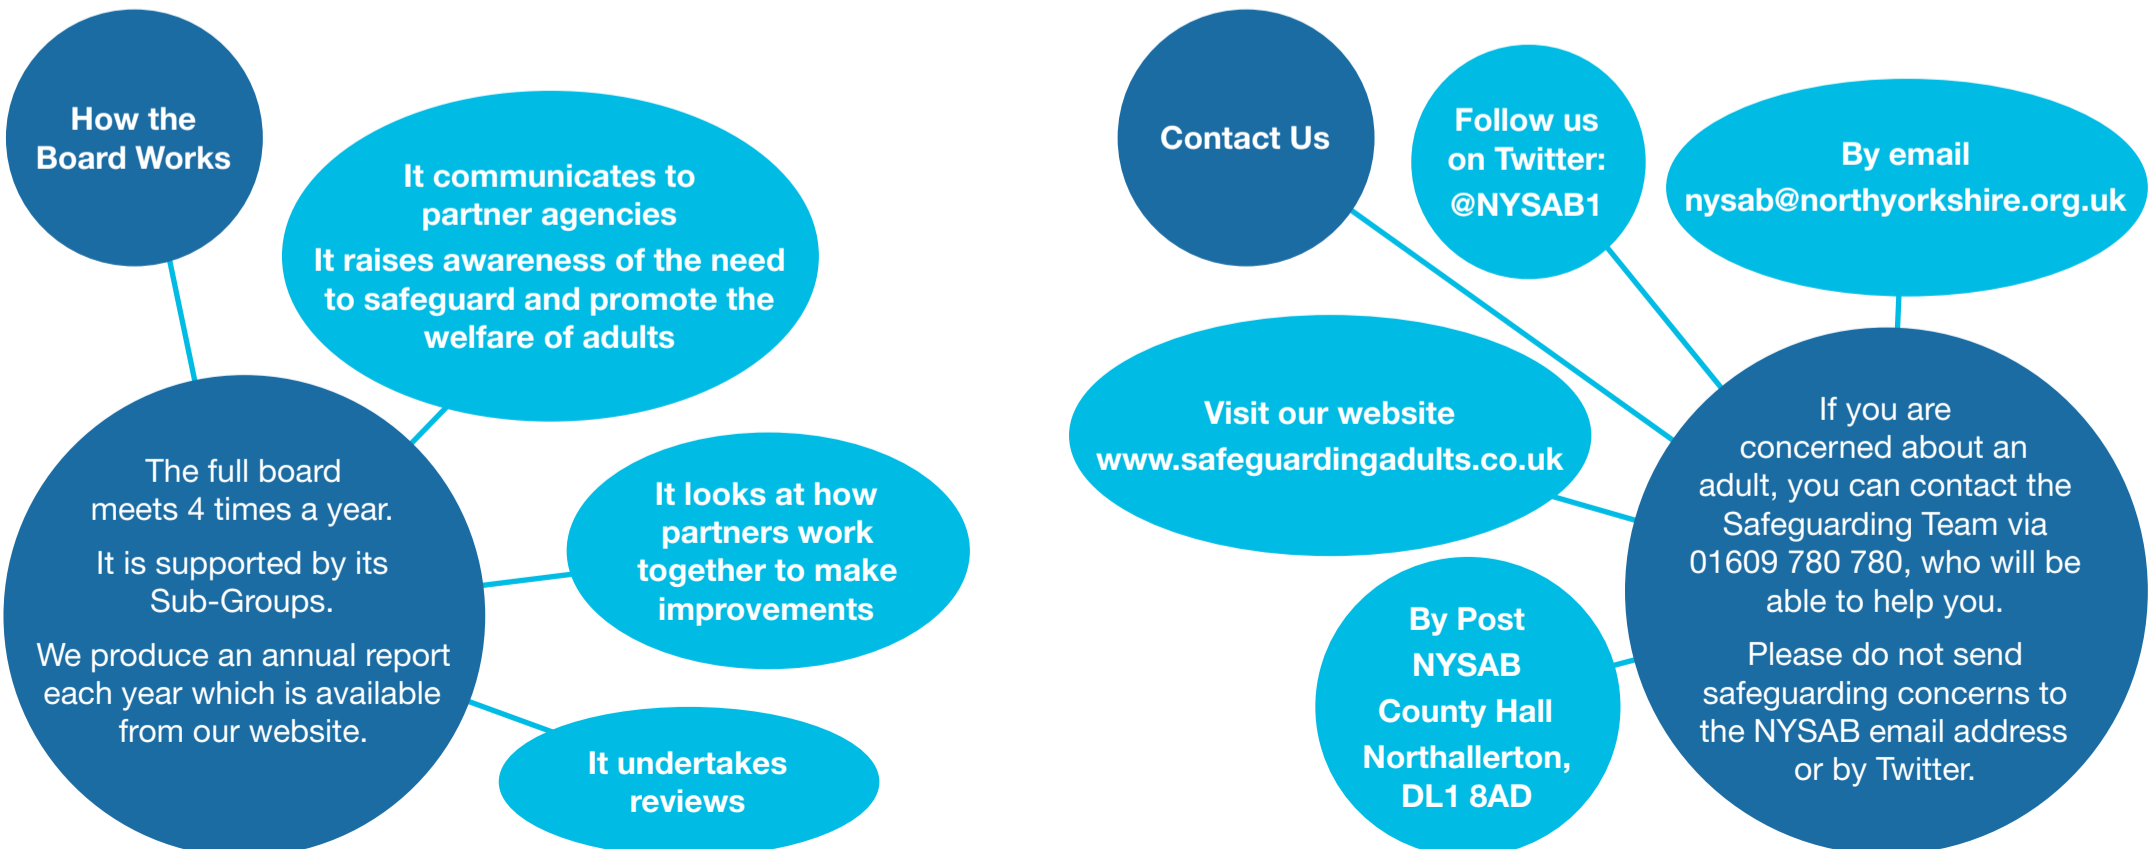 How the
Board Works
It communicates to
partner agencies
It raises awareness of the need
to safeguard and promote the
welfare of adults
The full board
meets 4 times a year.
It is supported by its
Sub-Groups.
We produce an annual report
each year which is available
from our website.
It looks at how
partners work
together to make
improvements
It undertakes
reviews
Contact Us
Follow us
on Twitter:
@NYSAB1
By email
nysab@northyorkshire.org.uk
Visit our website
www.safeguardingadults.co.uk
By Post
NYSAB
County Hall
Northallerton,
DL1 8AD
If you are
concerned about an
adult, you can contact the
Safeguarding Team via
01609 780 780, who will be
able to help you.
Please do not send
safeguarding concerns to
the NYSAB email address
or by Twitter.